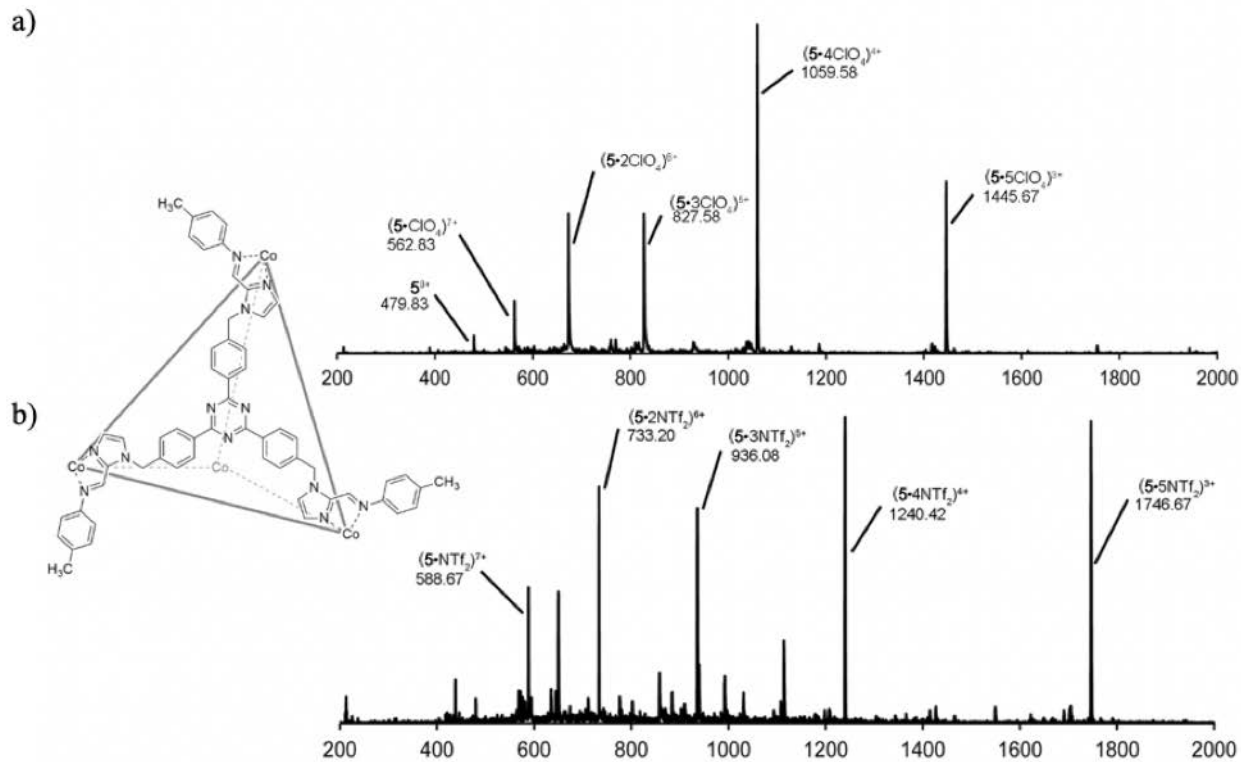 a)
(5•4ClO₄)⁴⁺
1059.58
(5•2ClO₄)⁶⁺
(5•5ClO₄)³⁺
1445.67
(5•3ClO₄)⁵⁺
827.58
(5•ClO₄)⁷⁺
562.83
5⁸⁺
479.83
200 400 600 800 1000 1200 1400 1600 1800 2000
H₃C
N Co
N
N
N N
N
Co N N
N
Co
N
N
N
N
Co
CH₃
H₃C
b)
(5•2NTf₂)⁶⁺
733.20
(5•3NTf₂)⁵⁺
936.08
(5•4NTf₂)⁴⁺
1240.42
(5•5NTf₂)³⁺
1746.67
(5•NTf₂)⁷⁺
588.67
200 400 600 800 1000 1200 1400 1600 1800 2000